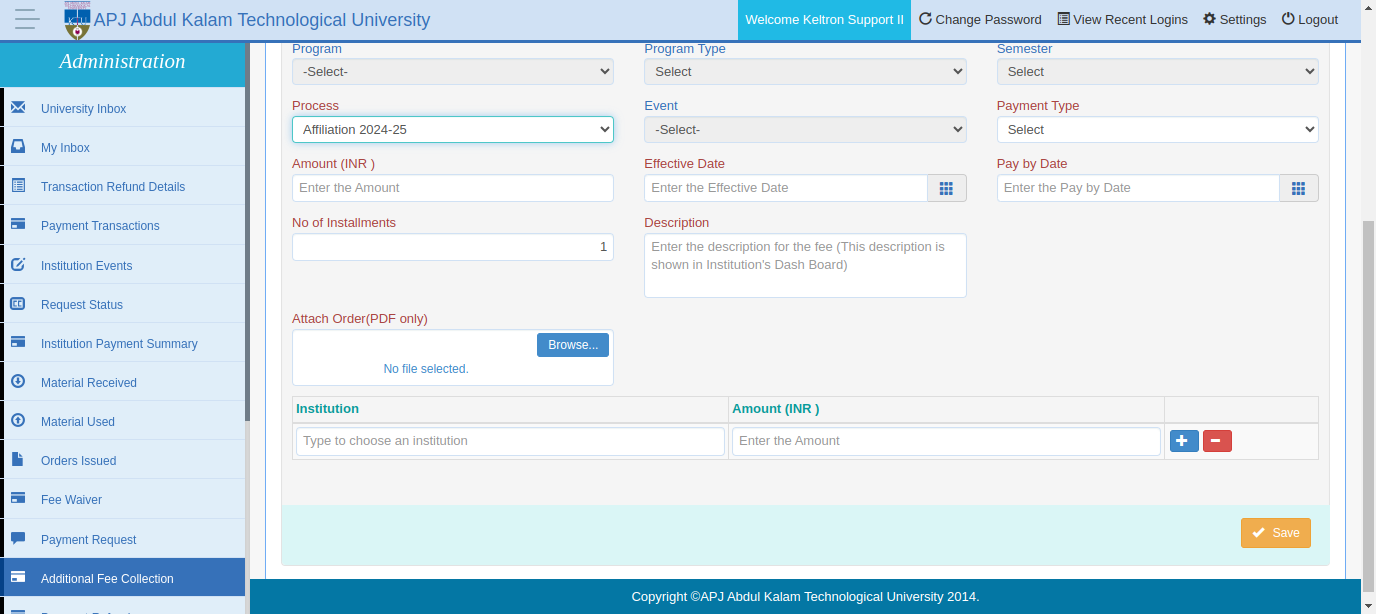 APJ Abdul Kalam Technological University
Welcome Keltron Support II Change Password View Recent Logins Settings Logout
Administration
University Inbox
My Inbox
Transaction Refund Details
Payment Transactions
Institution Events
Request Status
Institution Payment Summary
Material Received
Material Used
Orders Issued
Fee Waiver
Payment Request
Additional Fee Collection
Program Program Type Semester
-Select- Select Select
Process Event Payment Type
Affiliation 2024-25 -Select- Select
Amount (INR ) Effective Date Pay by Date
Enter the Amount Enter the Effective Date Enter the Pay by Date
No of Installments Description
1 Enter the description for the fee (This description is
shown in Institution's Dash Board)
Attach Order(PDF only)
Browse...
No file selected.
Institution Amount (INR )
Type to choose an institution Enter the Amount
Save
Copyright ©APJ Abdul Kalam Technological University 2014.